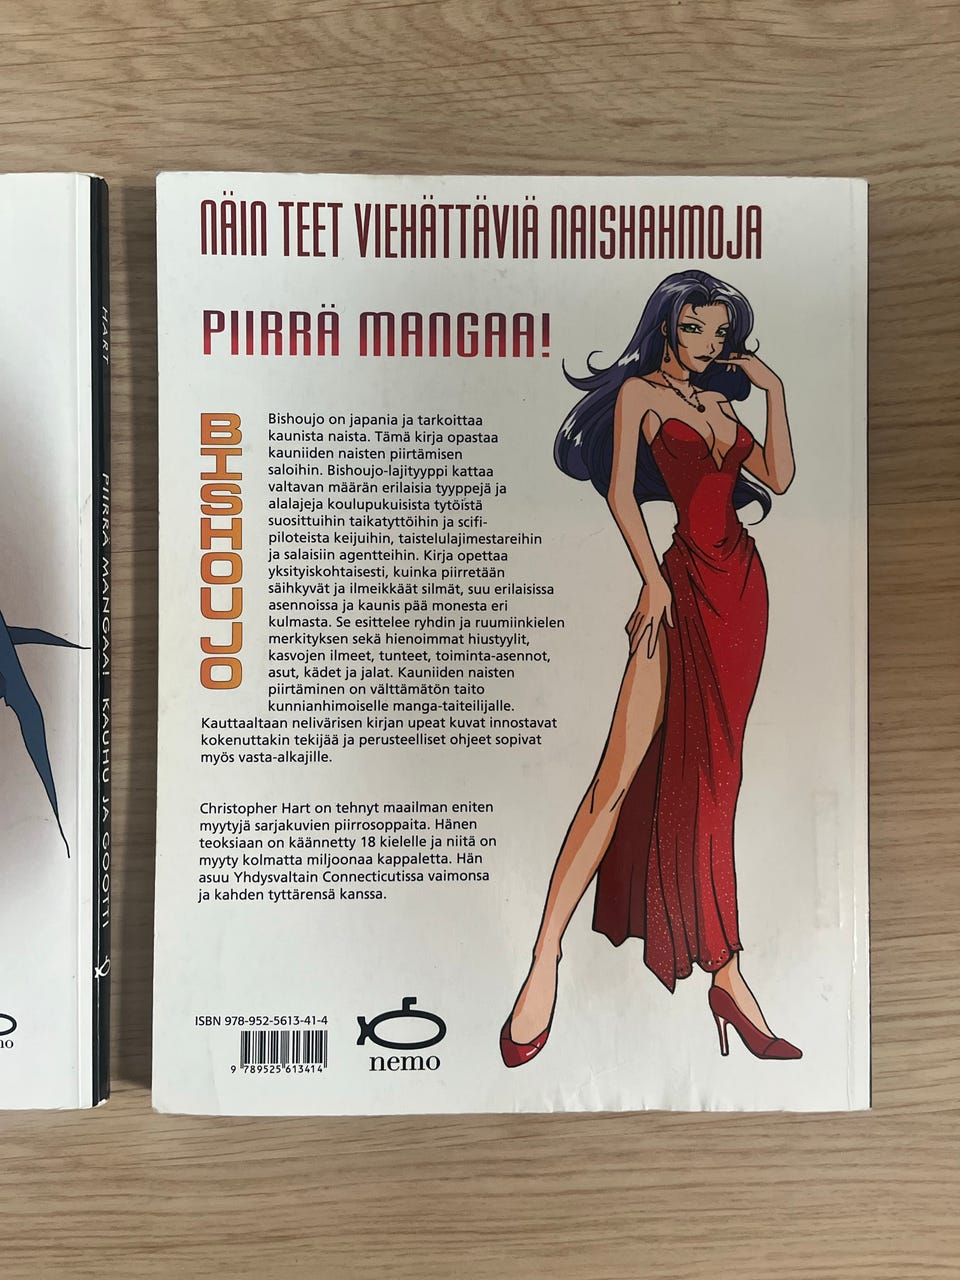 HART
PIIRRÄ MANGAA! KAUHU JA GOOTTI
NÄIN TEET VIEHÄTTÄVIÄ NAISHAHMOJA
PIIRRÄ MANGAA!
BISHOUJO
Bishoujo on japania ja tarkoittaa
kaunista naista. Tämä kirja opastaa
kauniiden naisten piirtämisen
saloihin. Bishoujo-lajityyppi kattaa
valtavan määrän erilaisia tyyppejä ja
alalajeja koulupukuisista tytöistä
suosittuihin taikatyttöihin ja scifi-
piloteista keijuihin, taistelulajimestareihin
ja salaisiin agentteihin. Kirja opettaa
yksityiskohtaisesti, kuinka piirretään
säihkyvät ja ilmeikkäät silmät, suu erilaisissa
asennoissa ja kaunis pää monesta eri
kulmasta. Se esittelee ryhdin ja ruumiinkielen
merkityksen sekä hienoimmat hiustyylit,
kasvojen ilmeet, tunteet, toiminta-asennot,
asut, kädet ja jalat. Kauniiden naisten
piirtäminen on välttämätön taito
kunnianhimoiselle manga-taiteilijalle.
Kauttaaltaan nelivärisen kirjan upeat kuvat innostavat
kokenuttakin tekijää ja perusteelliset ohjeet sopivat
myös vasta-alkajille.
Christopher Hart on tehnyt maailman eniten
myytyjä sarjakuvien piirrosoppaita. Hänen
teoksiaan on käännetty 18 kielelle ja niitä on
myyty kolmatta miljoonaa kappaletta. Hän
asuu Yhdysvaltain Connecticutissa vaimonsa
ja kahden tyttärensä kanssa.
ISBN 978-952-5613-41-4
9 789525 613414
nemo